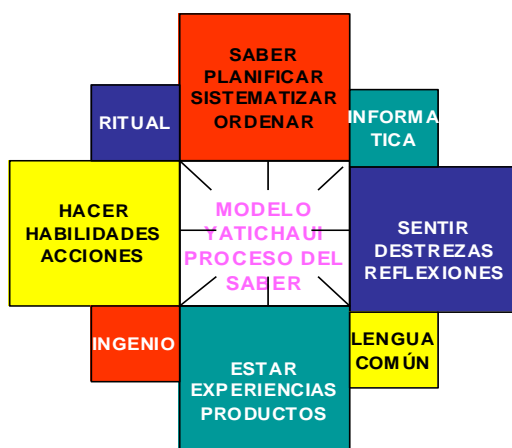 SABER
PLANIFICAR
SISTEMATIZAR
ORDENAR
RITUAL
INFORMA
TICA
HACER
HABILIDADES
ACCIONES
MODELO
YATICHAUI
PROCESO DEL
SABER
SENTIR
DESTREZAS
REFLEXIONES
INGENIO
ESTAR
EXPERIENCIAS
PRODUCTOS
LENGUA
COMÚN